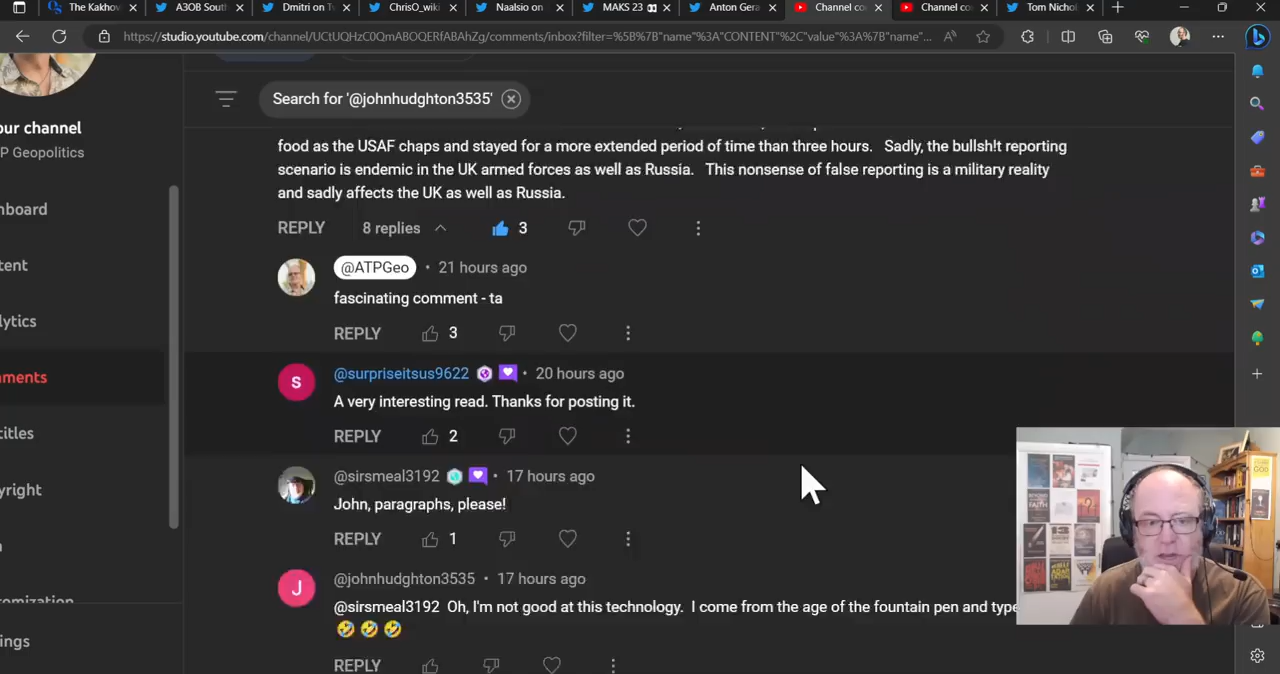 The Kakhov
A3OB South
Dmitri on Tw
ChrisO_wiki
Naalsio on
MAKS 23
Anton Gera
Channel co
Channel co
Tom Nichol
https://studio.youtube.com/channel/UCtUQHzC0QmABOQERfABAhZg/comments/inbox?filter=%5B%7B"name"%3A"CONTENT"%2C"value"%3A%7B"name"...
Search for '@johnhudghton3535'
our channel
P Geopolitics
nboard
tent
lytics
ments
titles
yright
tomization
ings
food as the USAF chaps and stayed for a more extended period of time than three hours. Sadly, the bullsh!t reporting
scenario is endemic in the UK armed forces as well as Russia. This nonsense of false reporting is a military reality
and sadly affects the UK as well as Russia.
REPLY 8 replies 3
@ATPGeo • 21 hours ago
fascinating comment - ta
REPLY 3
S
@surpriseitsus9622 • 20 hours ago
A very interesting read. Thanks for posting it.
REPLY 2
@sirsmeal3192 • 17 hours ago
John, paragraphs, please!
REPLY 1
J
@johnhudghton3535 • 17 hours ago
@sirsmeal3192 Oh, I'm not good at this technology. I come from the age of the fountain pen and type
🤣 🤣 🤣
REPLY